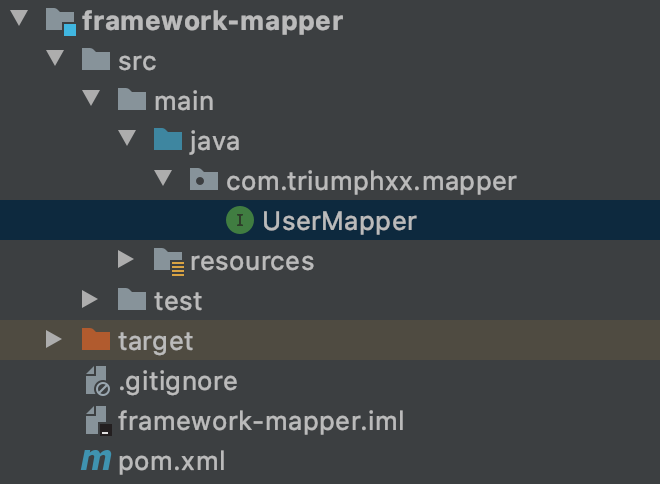 framework-mapper
src
main
java
com.triumphxx.mapper
I UserMapper
resources
test
target
.gitignore
framework-mapper.iml
m pom.xml